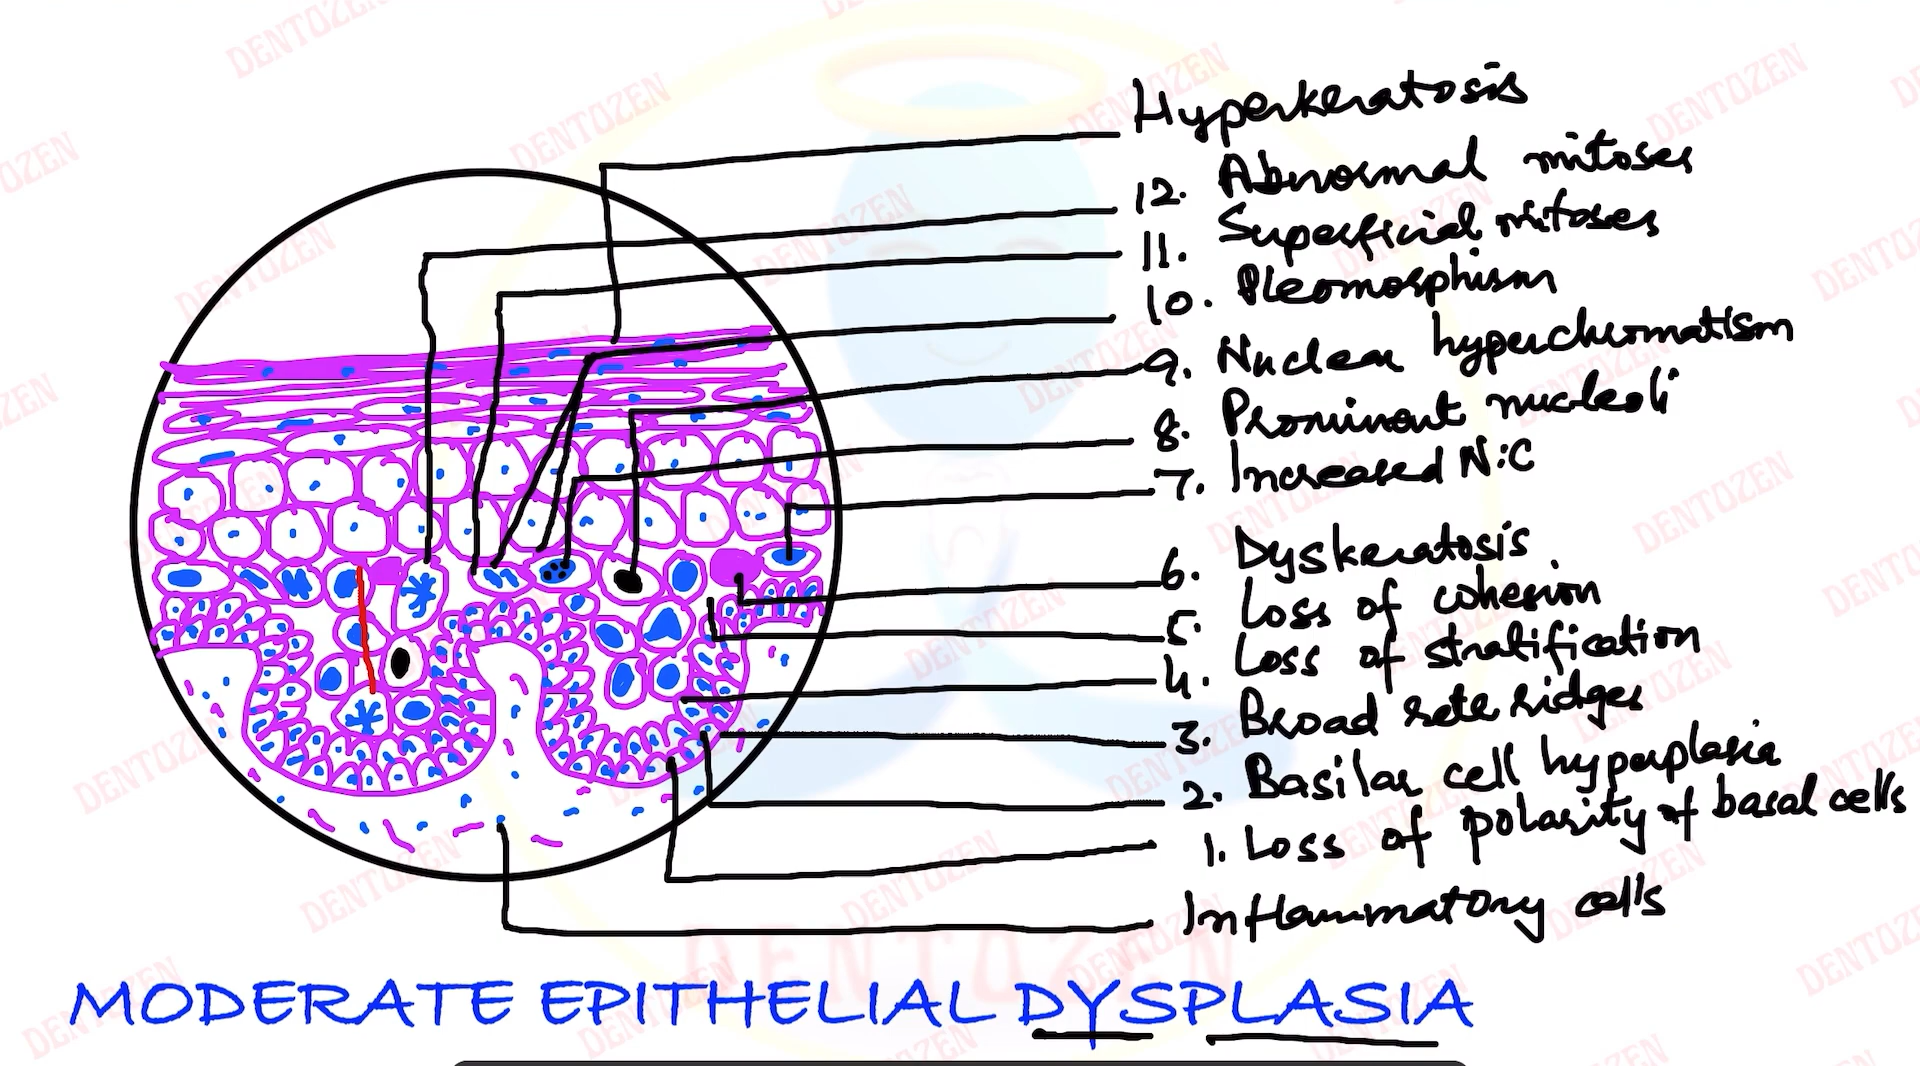 Hyperkeratosis
12. Abnormal mitoses
11. Superficial mitoses
10. Pleomorphism
9. Nuclear hyperchromatism
8. Prominent nucleoli
7. Increased N:C
6. Dyskeratosis
5. Loss of cohesion
4. Loss of stratification
3. Broad rete ridges
2. Basilar cell hyperplasia
1. Loss of polarity of basal cells
Inflammatory cells
MODERATE EPITHELIAL DYSPLASIA
DENTOZEN